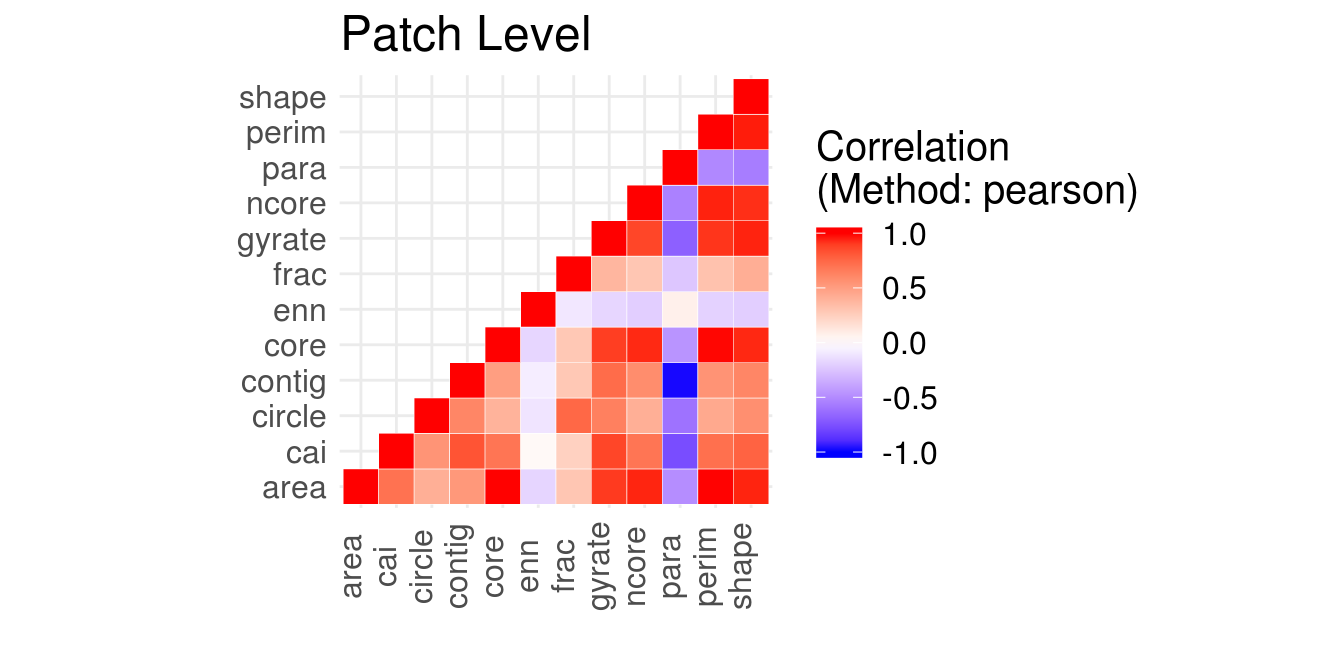 Patch Level
shape
perim
para
ncore
gyrate
frac
enn
core
contig
circle
cai
area
area
cai
circle
contig
core
enn
frac
gyrate
ncore
para
perim
shape
Correlation
(Method: pearson)
1.0
0.5
0.0
-0.5
-1.0